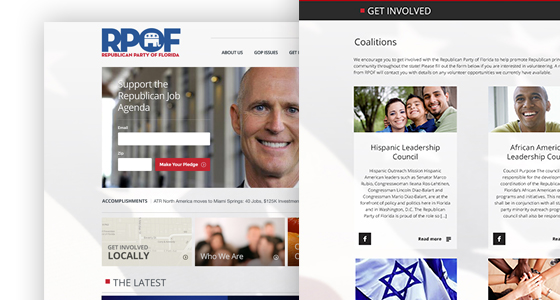 RPOF
REPUBLICAN PARTY OF FLORIDA
ABOUT US GOP ISSUES GET
Support the
Republican Job
Agenda
Email
Zip
Make Your Pledge
ACCOMPLISHMENTS ATR North America moves to Miami Springs. 40 Jobs, $135K Investment
GET INVOLVED
LOCALLY
Who We Are
C
THE LATEST
GET INVOLVED
Coalitions
We encourage you to get involved with the Republican Party of Florida to help promote Republican prin
community throughout the state! Please fill out the form below if you are interested in volunteering. A
from RPOF will contact you with details on any volunteer opportunities we currently have available.
Hispanic Leadership
Council
Hispanic Outreach Mission Hispanic
American leaders such as Senator Marco
Rubio, Congresswoman Ileana Ros-Lehtinen,
Congressman Lincoln Diaz-Balart and
Congressman Mario Diaz-Balart, are at the
forefront of policy and politics here in Florida
and in Washington, D.C. The Republican
Party of Florida is proud of the role so [...]
f
Read more
African Americ
Leadership Cou
Council Purpose The council
responsible for the develop
coordination of the Republi
Florida's African American
programs and initiatives. Th
shall be in conjunction with a
party minority outreach progr
council shall also be respo
f